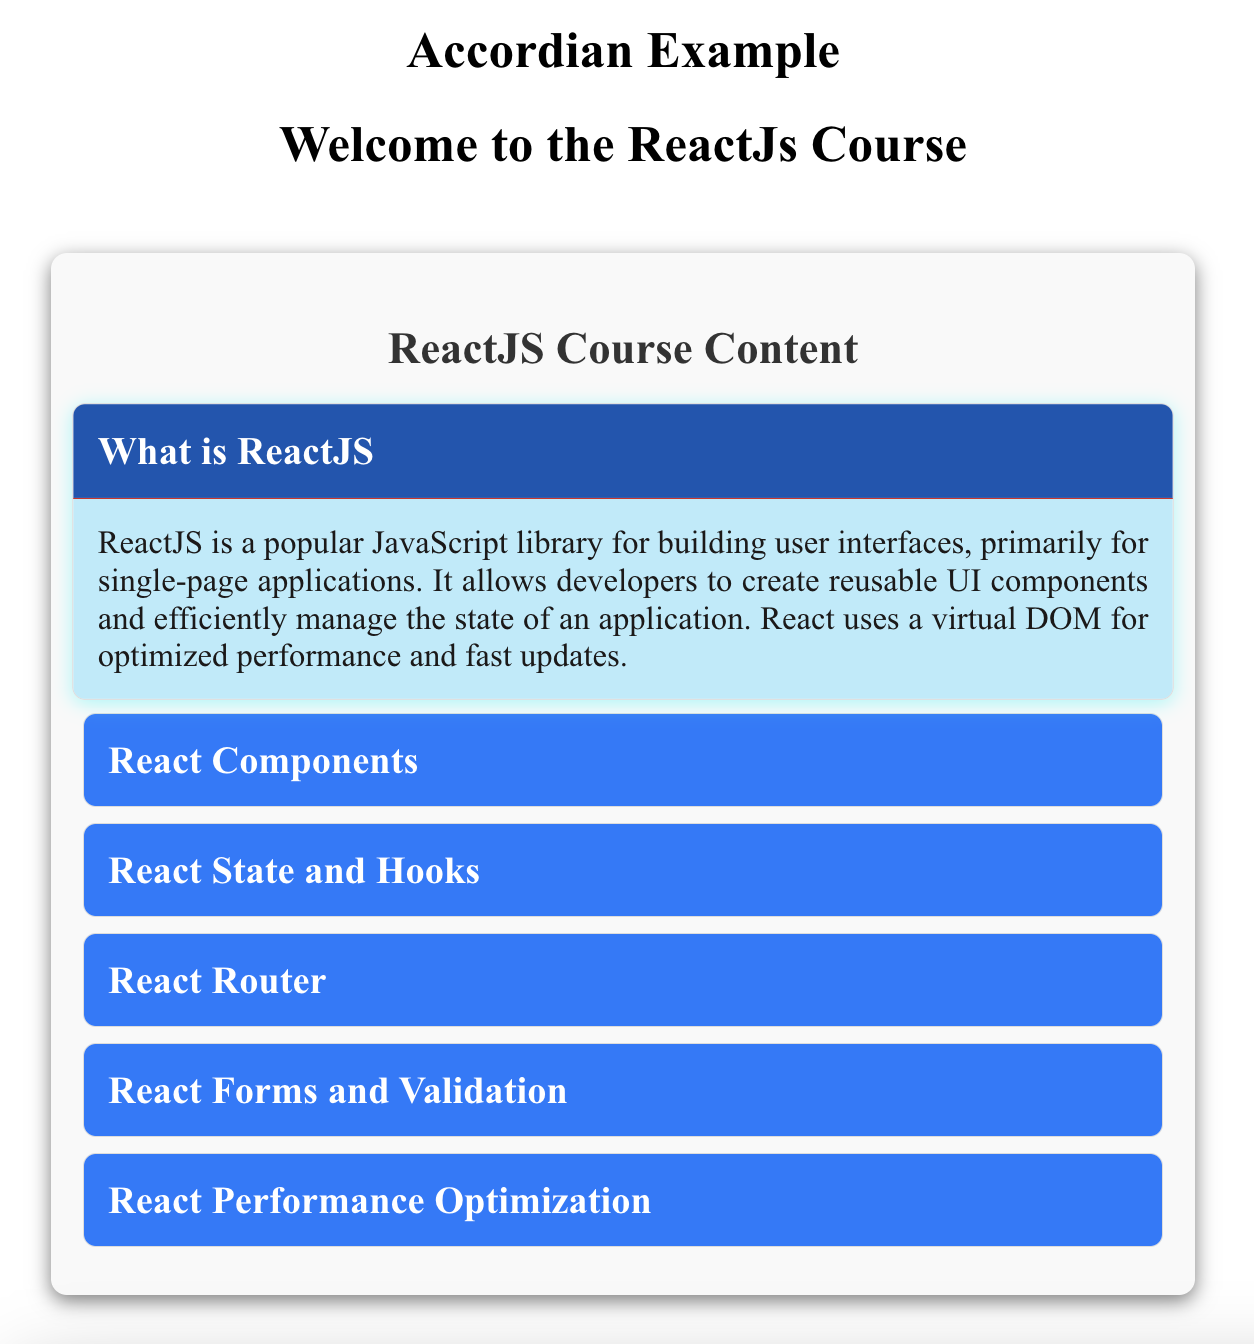 Accordian Example
Welcome to the ReactJs Course
ReactJS Course Content
What is ReactJS
ReactJS is a popular JavaScript library for building user interfaces, primarily for
single-page applications. It allows developers to create reusable UI components
and efficiently manage the state of an application. React uses a virtual DOM for
optimized performance and fast updates.
React Components
React State and Hooks
React Router
React Forms and Validation
React Performance Optimization